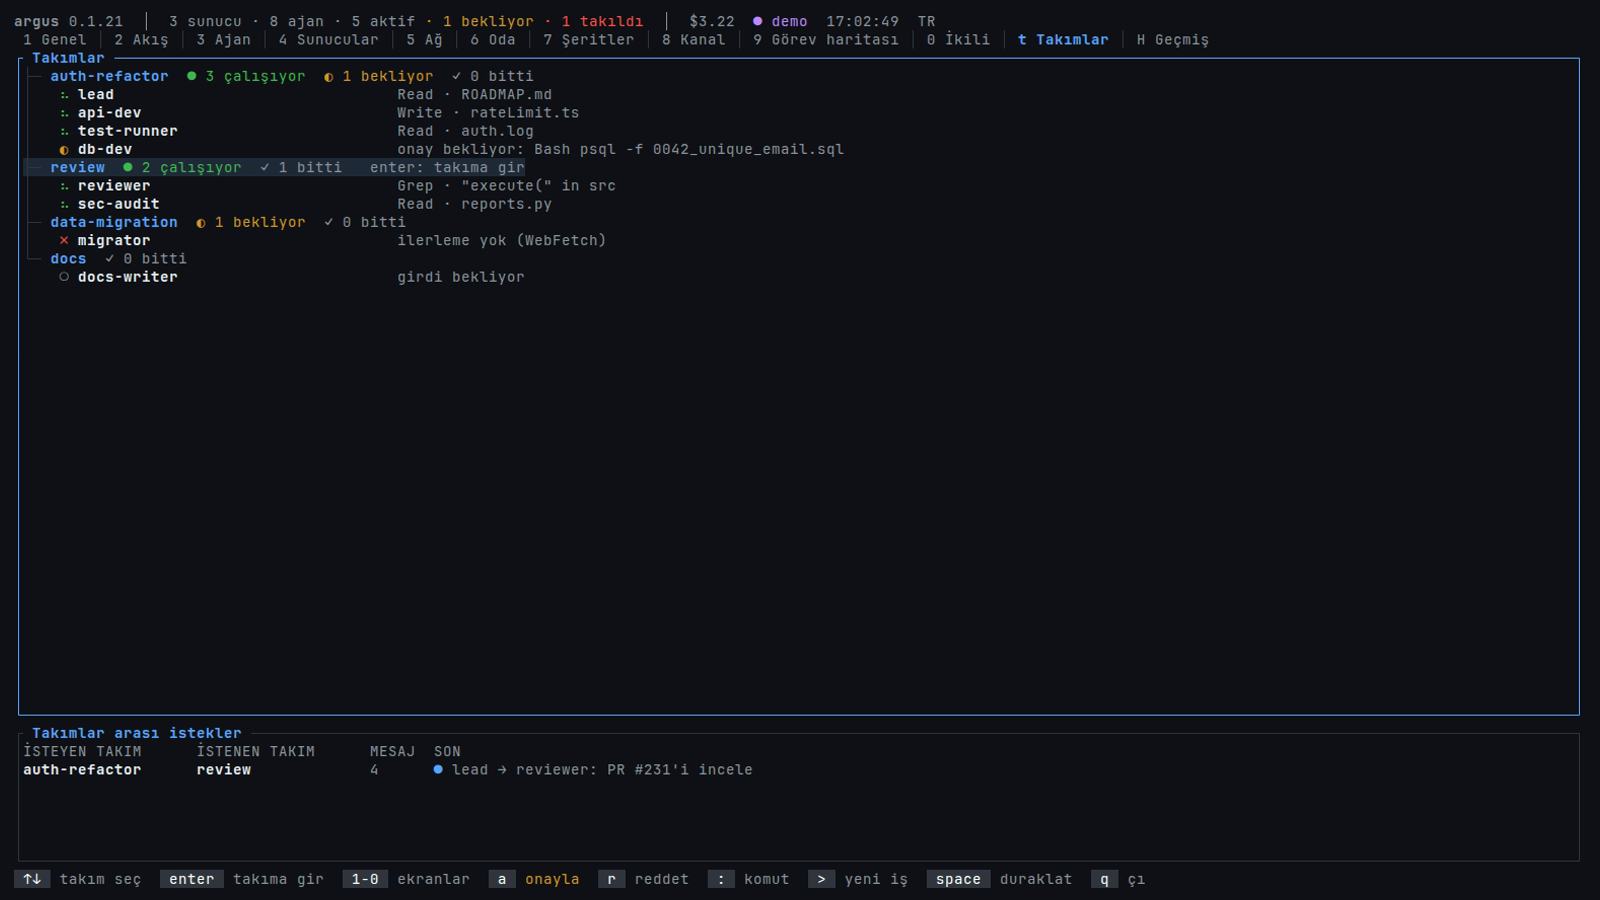 argus 0.1.21 │ 3 sunucu · 8 ajan · 5 aktif · 1 bekliyor · 1 takıldı │ $3.22 ● demo 17:02:49 TR
1 Genel │ 2 Akış │ 3 Ajan │ 4 Sunucular │ 5 Ağ │ 6 Oda │ 7 Şeritler │ 8 Kanal │ 9 Görev haritası │ 0 İkili │ t Takımlar │ H Geçmiş
Takımlar
auth-refactor ● 3 çalışıyor ◐ 1 bekliyor ✓ 0 bitti
lead Read · ROADMAP.md
api-dev Write · rateLimit.ts
test-runner Read · auth.log
◐ db-dev onay bekliyor: Bash psql -f 0042_unique_email.sql
review ● 2 çalışıyor ✓ 1 bitti enter: takıma gir
reviewer Grep · "execute(" in src
sec-audit Read · reports.py
data-migration ◐ 1 bekliyor ✓ 0 bitti
✕ migrator ilerleme yok (WebFetch)
docs ✓ 0 bitti
○ docs-writer girdi bekliyor
Takımlar arası istekler
İSTEYEN TAKIM İSTENEN TAKIM MESAJ SON
auth-refactor review 4 ● lead → reviewer: PR #231'i incele
↑↓ takım seç enter takıma gir 1-0 ekranlar a onayla r reddet : komut > yeni iş space duraklat q çı